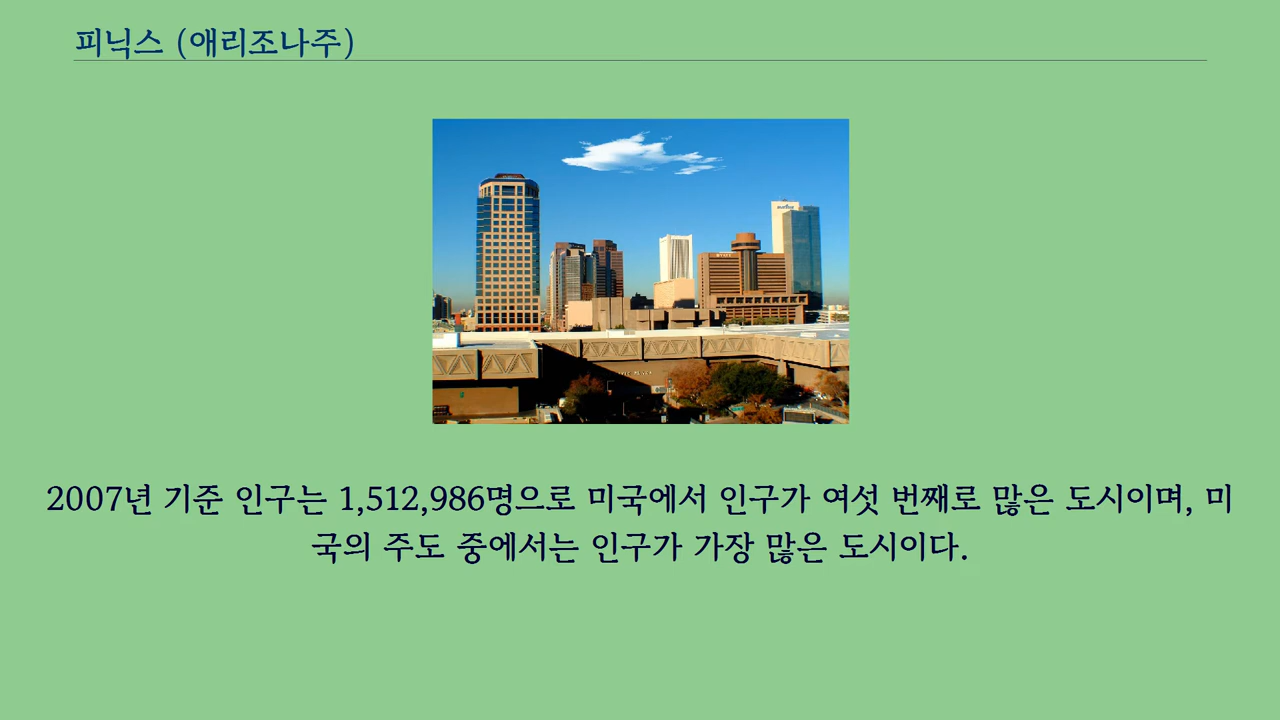 피닉스 (애리조나주)
2007년 기준 인구는 1,512,986명으로 미국에서 인구가 여섯 번째로 많은 도시이며, 미
국의 주도 중에서는 인구가 가장 많은 도시이다.